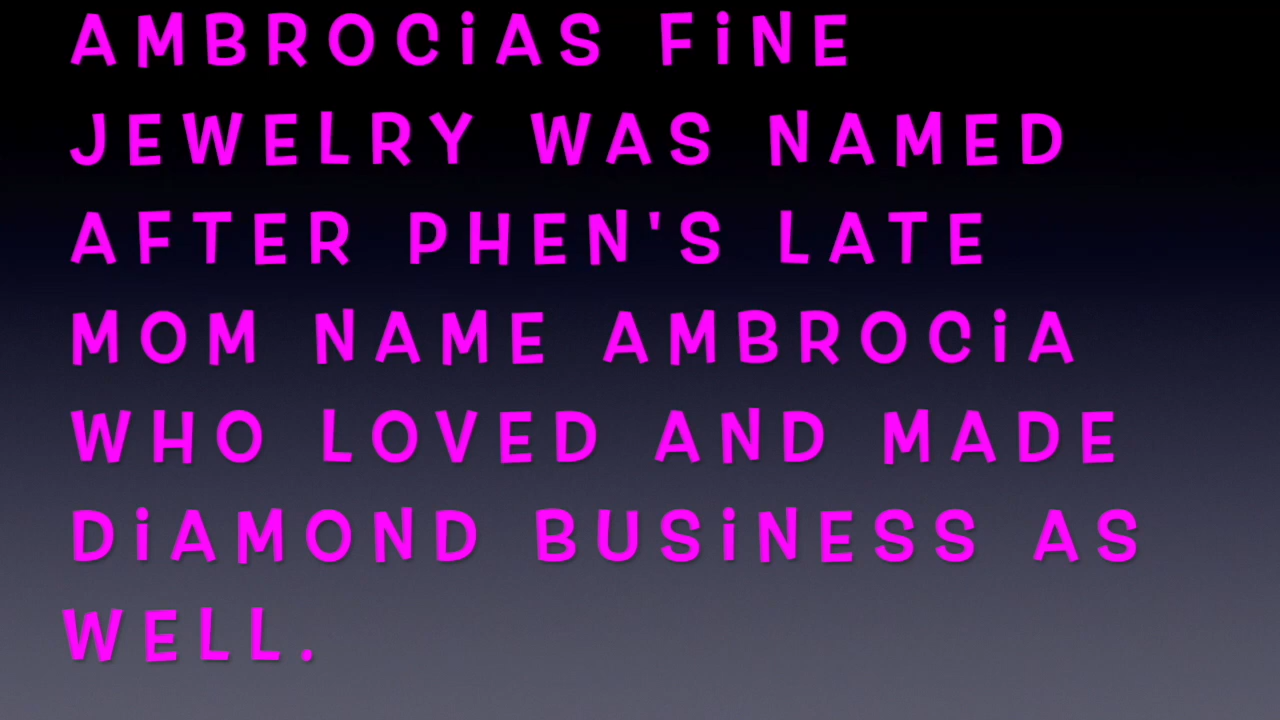 AMBROCiAS FiNE
JEWELRY WAS NAMED
AFTER PHEN'S LATE
MOM NAME AMBROCiA
WHO LOVED AND MADE
DiAMOND BUSiNESS AS
WELL.